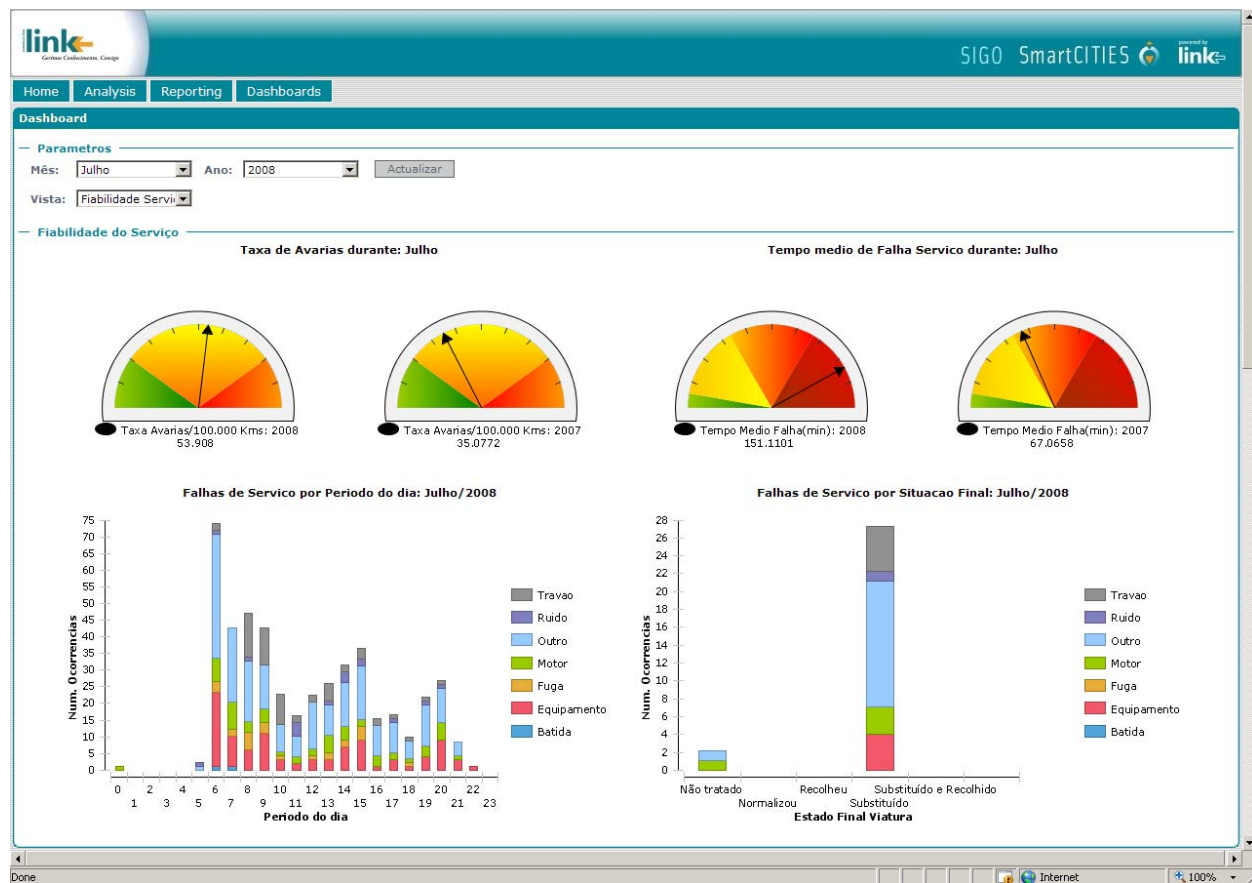 link
Gerimos Conhecimento. Consigo
SIGO SmartCITIES powered by link
Home Analysis Reporting Dashboards
Dashboard
Parametros
Mês: Julho Ano: 2008 Actualizar
Vista: Fiabilidade Servi
Fiabilidade do Serviço
Taxa de Avarias durante: Julho
Tempo medio de Falha Servico durante: Julho
Taxa Avarias/100.000 Kms: 2008
53.908
Taxa Avarias/100.000 Kms: 2007
35.0772
Tempo Medio Falha(min): 2008
151.1101
Tempo Medio Falha(min): 2007
67.0658
Falhas de Servico por Periodo do dia: Julho/2008
Num. Ocorrencias
75
70
65
60
55
50
45
40
35
30
25
20
15
10
5
0
0 2 4 6 8 10 12 14 16 18 20 22
1 3 5 7 9 11 13 15 17 19 21 23
Periodo do dia
Travao
Ruido
Outro
Motor
Fuga
Equipamento
Batida
Falhas de Servico por Situacao Final: Julho/2008
Num. Ocorrencias
28
26
24
22
20
18
16
14
12
10
8
6
4
2
0
Não tratado Recolheu Substituído e Recolhido
Normalizou Substituído
Estado Final Viatura
Travao
Ruido
Outro
Motor
Fuga
Equipamento
Batida
Done Internet 100%